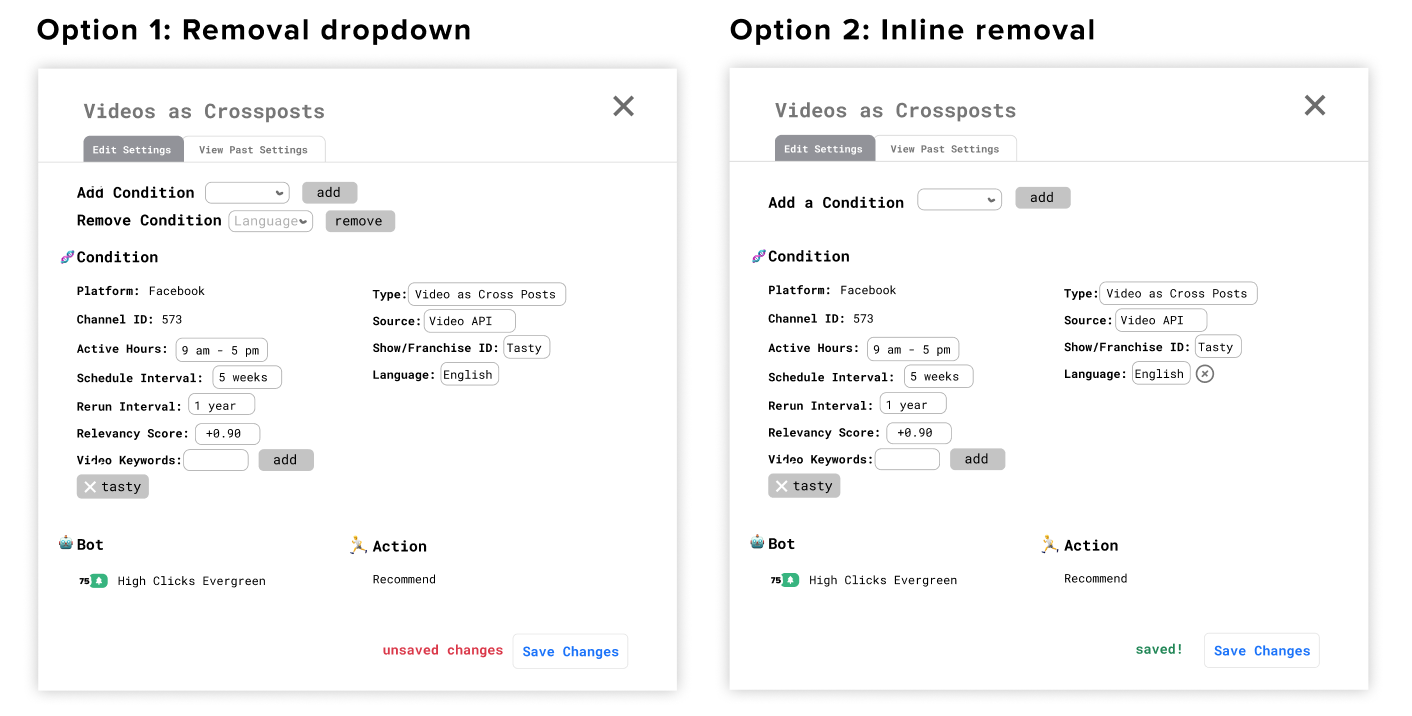 Option 1: Removal dropdown
Videos as Crossposts
Edit Settings View Past Settings
Add Condition add
Remove Condition Language remove
Condition
Platform: Facebook
Channel ID: 573
Active Hours: 9 am - 5 pm
Schedule Interval: 5 weeks
Rerun Interval: 1 year
Relevancy Score: +0.90
Video Keywords: add
tasty
Type: Video as Cross Posts
Source: Video API
Show/Franchise ID: Tasty
Language: English
Bot
75 High Clicks Evergreen
Action
Recommend
unsaved changes Save Changes
Option 2: Inline removal
Videos as Crossposts
Edit Settings View Past Settings
Add a Condition add
Condition
Platform: Facebook
Channel ID: 573
Active Hours: 9 am - 5 pm
Schedule Interval: 5 weeks
Rerun Interval: 1 year
Relevancy Score: +0.90
Video Keywords: add
tasty
Type: Video as Cross Posts
Source: Video API
Show/Franchise ID: Tasty
Language: English
Bot
75 High Clicks Evergreen
Action
Recommend
saved! Save Changes